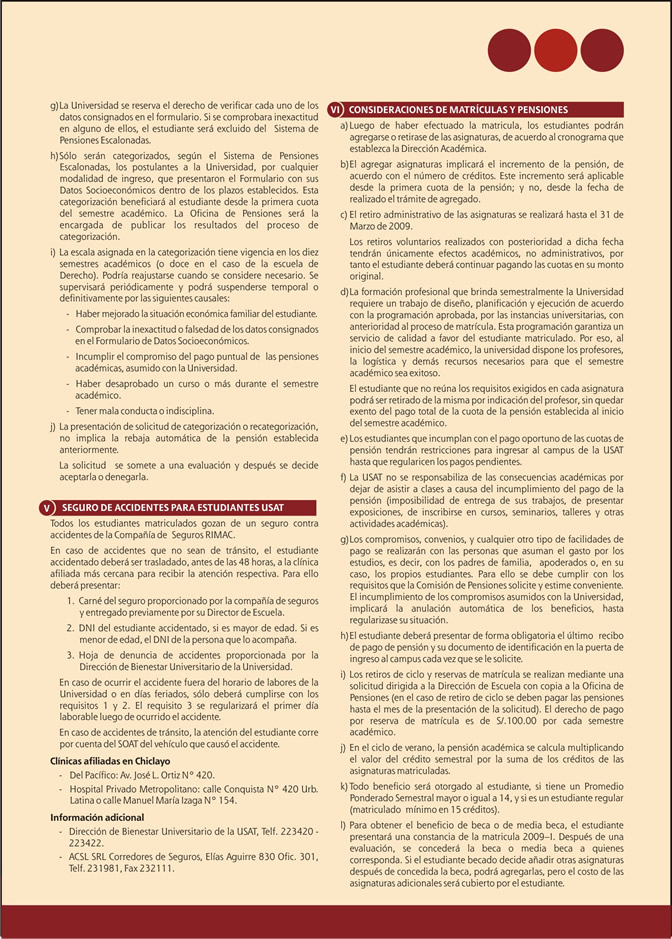 g)La Universidad se reserva el derecho de verificar cada uno de los
datos consignados en el formulario. Si se comprobara inexactitud
en alguno de ellos, el estudiante será excluido del Sistema de
Pensiones Escalonadas.
h)Sólo serán categorizados, según el Sistema de Pensiones
Escalonadas, los postulantes a la Universidad, por cualquier
modalidad de ingreso, que presentaron el Formulario con sus
Datos Socioeconómicos dentro de los plazos establecidos. Esta
categorización beneficiará al estudiante desde la primera cuota
del semestre académico. La Oficina de Pensiones será la
encargada de publicar los resultados del proceso de
categorización.
i) La escala asignada en la categorización tiene vigencia en los diez
semestres académicos (o doce en el caso de la escuela de
Derecho). Podría reajustarse cuando se considere necesario. Se
supervisará periódicamente y podrá suspenderse temporal o
definitivamente por las siguientes causales:
- Haber mejorado la situación económica familiar del estudiante.
- Comprobar la inexactitud o falsedad de los datos consignados
en el Formulario de Datos Socioeconómicos.
- Incumplir el compromiso del pago puntual de las pensiones
académicas, asumido con la Universidad.
- Haber desaprobado un curso o más durante el semestre
académico.
- Tener mala conducta o indisciplina.
j) La presentación de solicitud de categorización o recategorización,
no implica la rebaja automática de la pensión establecida
anteriormente.
La solicitud se somete a una evaluación y después se decide
aceptarla o denegarla.
V SEGURO DE ACCIDENTES PARA ESTUDIANTES USAT
Todos los estudiantes matriculados gozan de un seguro contra
accidentes de la Compañía de Seguros RIMAC.
En caso de accidentes que no sean de tránsito, el estudiante
accidentado deberá ser trasladado, antes de las 48 horas, a la clínica
afiliada más cercana para recibir la atención respectiva. Para ello
deberá presentar:
1. Carné del seguro proporcionado por la compañía de seguros
y entregado previamente por su Director de Escuela.
2. DNI del estudiante accidentado, si es mayor de edad. Si es
menor de edad, el DNI de la persona que lo acompaña.
3. Hoja de denuncia de accidentes proporcionada por la
Dirección de Bienestar Universitario de la Universidad.
En caso de ocurrir el accidente fuera del horario de labores de la
Universidad o en días feriados, sólo deberá cumplirse con los
requisitos 1 y 2. El requisito 3 se regularizará el primer día
laborable luego de ocurrido el accidente.
En caso de accidentes de tránsito, la atención del estudiante corre
por cuenta del SOAT del vehículo que causó el accidente.
Clínicas afiliadas en Chiclayo
- Del Pacífico: Av. José L. Ortiz N° 420.
- Hospital Privado Metropolitano: calle Conquista N° 420 Urb.
Latina o calle Manuel María Izaga N° 154.
Información adicional
- Dirección de Bienestar Universitario de la USAT, Telf. 223420 -
223422.
- ACSL SRL Corredores de Seguros, Elías Aguirre 830 Ofic. 301,
Telf. 231981, Fax 232111.
VI CONSIDERACIONES DE MATRÍCULAS Y PENSIONES
a)Luego de haber efectuado la matricula, los estudiantes podrán
agregarse o retirase de las asignaturas, de acuerdo al cronograma que
establezca la Dirección Académica.
b)El agregar asignaturas implicará el incremento de la pensión, de
acuerdo con el número de créditos. Este incremento será aplicable
desde la primera cuota de la pensión; y no, desde la fecha de
realizado el trámite de agregado.
c) El retiro administrativo de las asignaturas se realizará hasta el 31 de
Marzo de 2009.
Los retiros voluntarios realizados con posterioridad a dicha fecha
tendrán únicamente efectos académicos, no administrativos, por
tanto el estudiante deberá continuar pagando las cuotas en su monto
original.
d)La formación profesional que brinda semestralmente la Universidad
requiere un trabajo de diseño, planificación y ejecución de acuerdo
con la programación aprobada, por las instancias universitarias, con
anterioridad al proceso de matrícula. Esta programación garantiza un
servicio de calidad a favor del estudiante matriculado. Por eso, al
inicio del semestre académico, la universidad dispone los profesores,
la logística y demás recursos necesarios para que el semestre
académico sea exitoso.
El estudiante que no reúna los requisitos exigidos en cada asignatura
podrá ser retirado de la misma por indicación del profesor, sin quedar
exento del pago total de la cuota de la pensión establecida al inicio
del semestre académico.
e)Los estudiantes que incumplan con el pago oportuno de las cuotas de
pensión tendrán restricciones para ingresar al campus de la USAT
hasta que regularicen los pagos pendientes.
f) La USAT no se responsabiliza de las consecuencias académicas por
dejar de asistir a clases a causa del incumplimiento del pago de la
pensión (imposibilidad de entrega de sus trabajos, de presentar
exposiciones, de inscribirse en cursos, seminarios, talleres y otras
actividades académicas).
g)Los compromisos, convenios, y cualquier otro tipo de facilidades de
pago se realizarán con las personas que asuman el gasto por los
estudios, es decir, con los padres de familia, apoderados o, en su
caso, los propios estudiantes. Para ello se debe cumplir con los
requisitos que la Comisión de Pensiones solicite y estime conveniente.
El incumplimiento de los compromisos asumidos con la Universidad,
implicará la anulación automática de los beneficios, hasta
regularizase su situación.
h)El estudiante deberá presentar de forma obligatoria el último recibo
de pago de pensión y su documento de identificación en la puerta de
ingreso al campus cada vez que se le solicite.
i) Los retiros de ciclo y reservas de matrícula se realizan mediante una
solicitud dirigida a la Dirección de Escuela con copia a la Oficina de
Pensiones (en el caso de retiro de ciclo se deben pagar las pensiones
hasta el mes de la presentación de la solicitud). El derecho de pago
por reserva de matrícula es de S/.100.00 por cada semestre
académico.
j) En el ciclo de verano, la pensión académica se calcula multiplicando
el valor del crédito semestral por la suma de los créditos de las
asignaturas matriculadas.
k)Todo beneficio será otorgado al estudiante, si tiene un Promedio
Ponderado Semestral mayor o igual a 14, y si es un estudiante regular
(matriculado mínimo en 15 créditos).
l) Para obtener el beneficio de beca o de media beca, el estudiante
presentará una constancia de la matricula 2009–I. Después de una
evaluación, se concederá la beca o media beca a quienes
corresponda. Si el estudiante becado decide añadir otras asignaturas
después de concedida la beca, podrá agregarlas, pero el costo de las
asignaturas adicionales será cubierto por el estudiante.